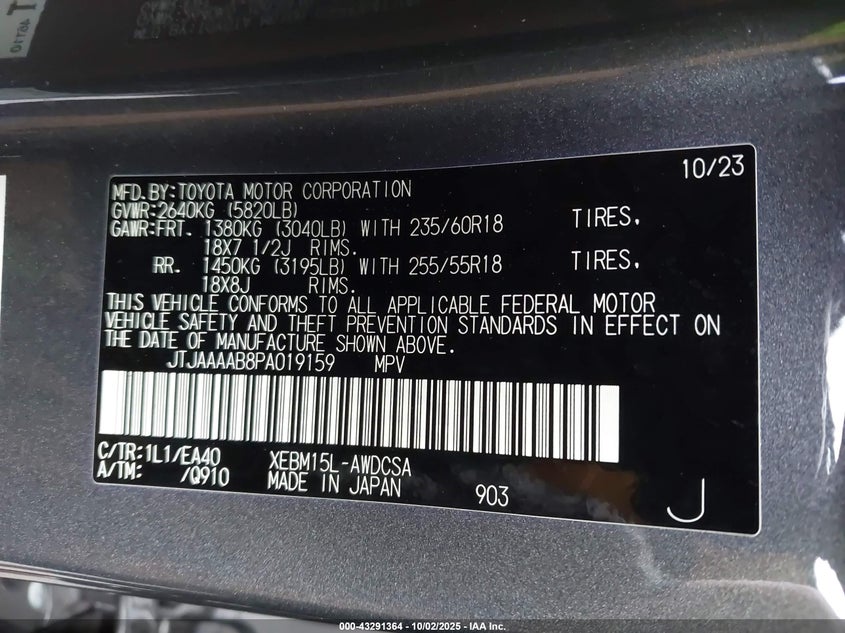 10/23
MFD. BY: TOYOTA MOTOR CORPORATION
GVWR: 2640KG (5820LB)
GAWR: FRT. 1380KG (3040LB) WITH 235/60R18 TIRES,
18X7 1/2J RIMS.
RR. 1450KG (3195LB) WITH 255/55R18 TIRES,
18X8J RIMS.
THIS VEHICLE CONFORMS TO ALL APPLICABLE FEDERAL MOTOR
VEHICLE SAFETY AND THEFT PREVENTION STANDARDS IN EFFECT ON
THE DATE OF MANUFACTURE SHOWN ABOVE.
JTJAAAAB8PA019159 MPV
C/TR: 1L1/EA40 XEBM15L-AWDCSA
A/TM: /Q910 MADE IN JAPAN 903 J
000-43291364 - 10/02/2025 - IAA Inc.